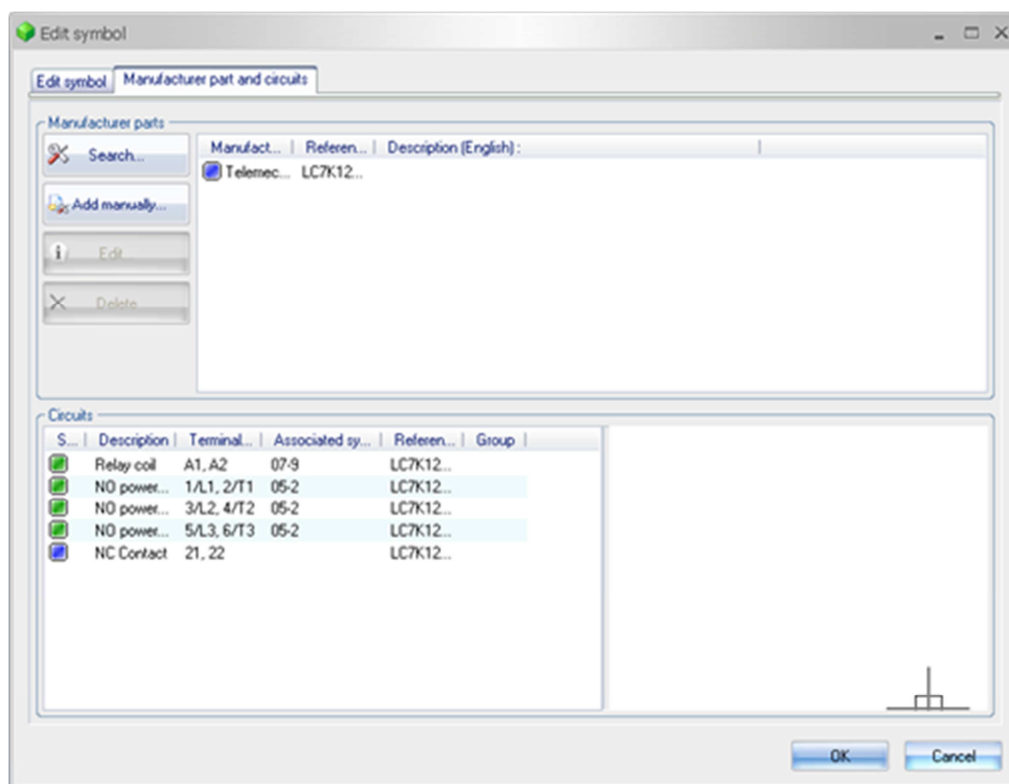 Edit symbol
Edit symbol Manufacturer part and circuits
Manufacturer parts
Search...
Add manually...
Edit...
Delete
Manufact... Referen... Description (English) :
Telemec... LC7K12...
Circuits
S... Description Terminal... Associated sy... Referen... Group
Relay coil A1, A2 07-9 LC7K12...
NO power... 1/L1, 2/T1 05-2 LC7K12...
NO power... 3/L2, 4/T2 05-2 LC7K12...
NO power... 5/L3, 6/T3 05-2 LC7K12...
NC Contact 21, 22 LC7K12...
OK Cancel